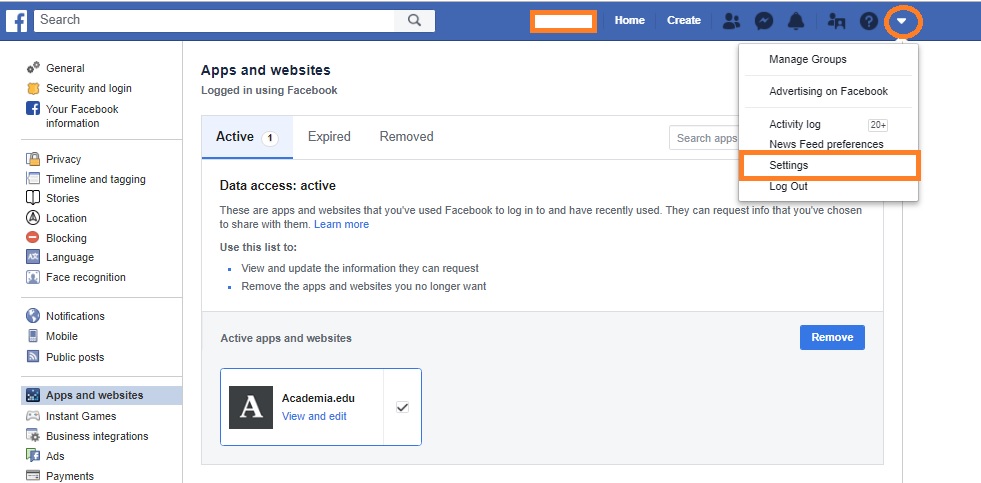 Search
Home
Create
Manage Groups
Advertising on Facebook
Activity log
20+
News Feed preferences
Settings
Log Out
General
Security and login
Your Facebook
information
Privacy
Timeline and tagging
Stories
Location
Blocking
Language
Face recognition
Notifications
Mobile
Public posts
Apps and websites
Instant Games
Business integrations
Ads
Payments
Apps and websites
Logged in using Facebook
Active 1
Expired
Removed
Search apps
Data access: active
These are apps and websites that you've used Facebook to log in to and have recently used. They can request info that you've chosen
to share with them. Learn more
Use this list to:
View and update the information they can request
Remove the apps and websites you no longer want
Active apps and websites
Remove
A
Academia.edu
View and edit